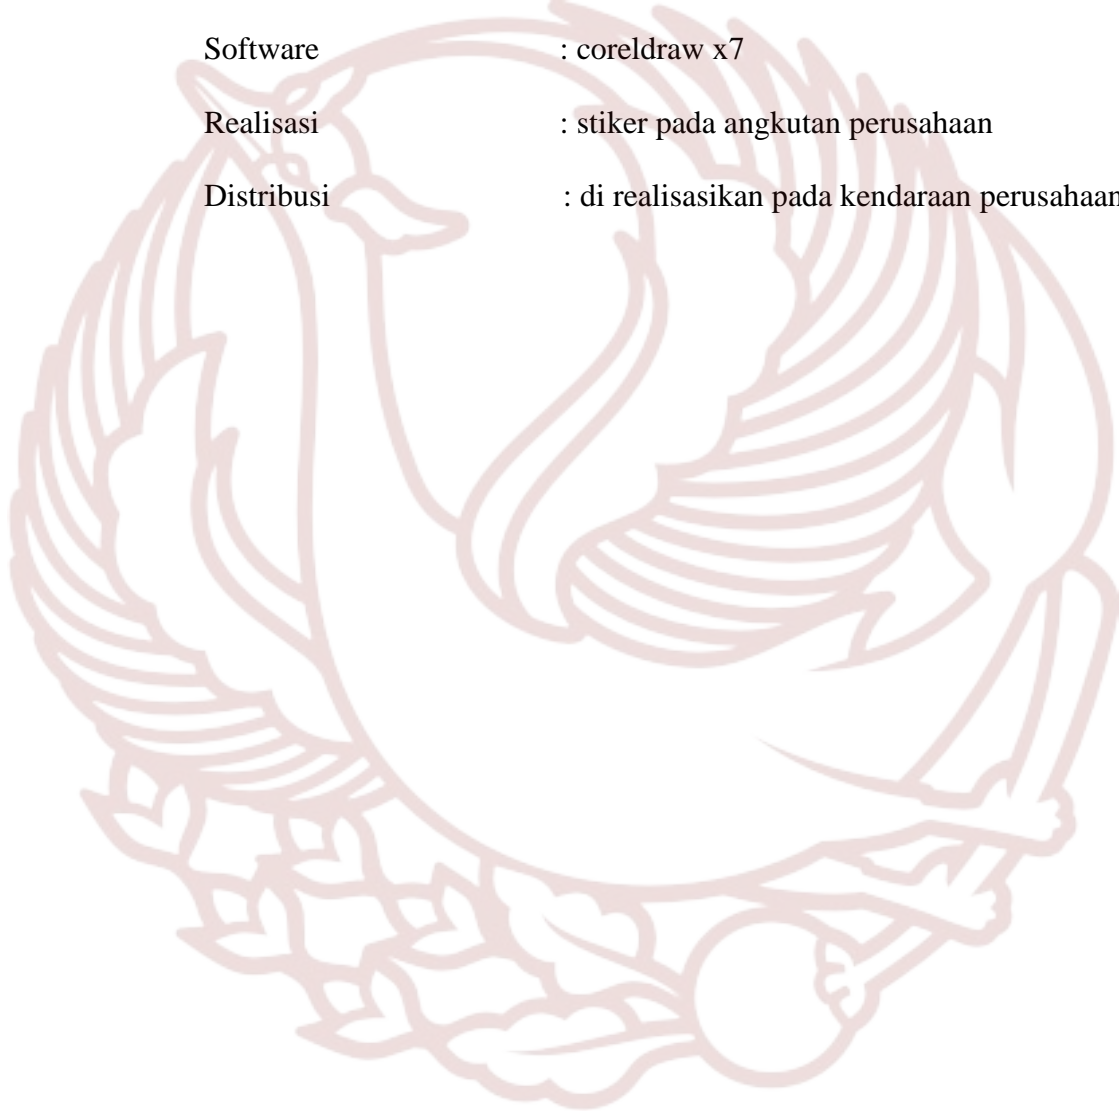 Software : coreldraw x7
Realisasi : stiker pada angkutan perusahaan
Distribusi : di realisasikan pada kendaraan perusahaan